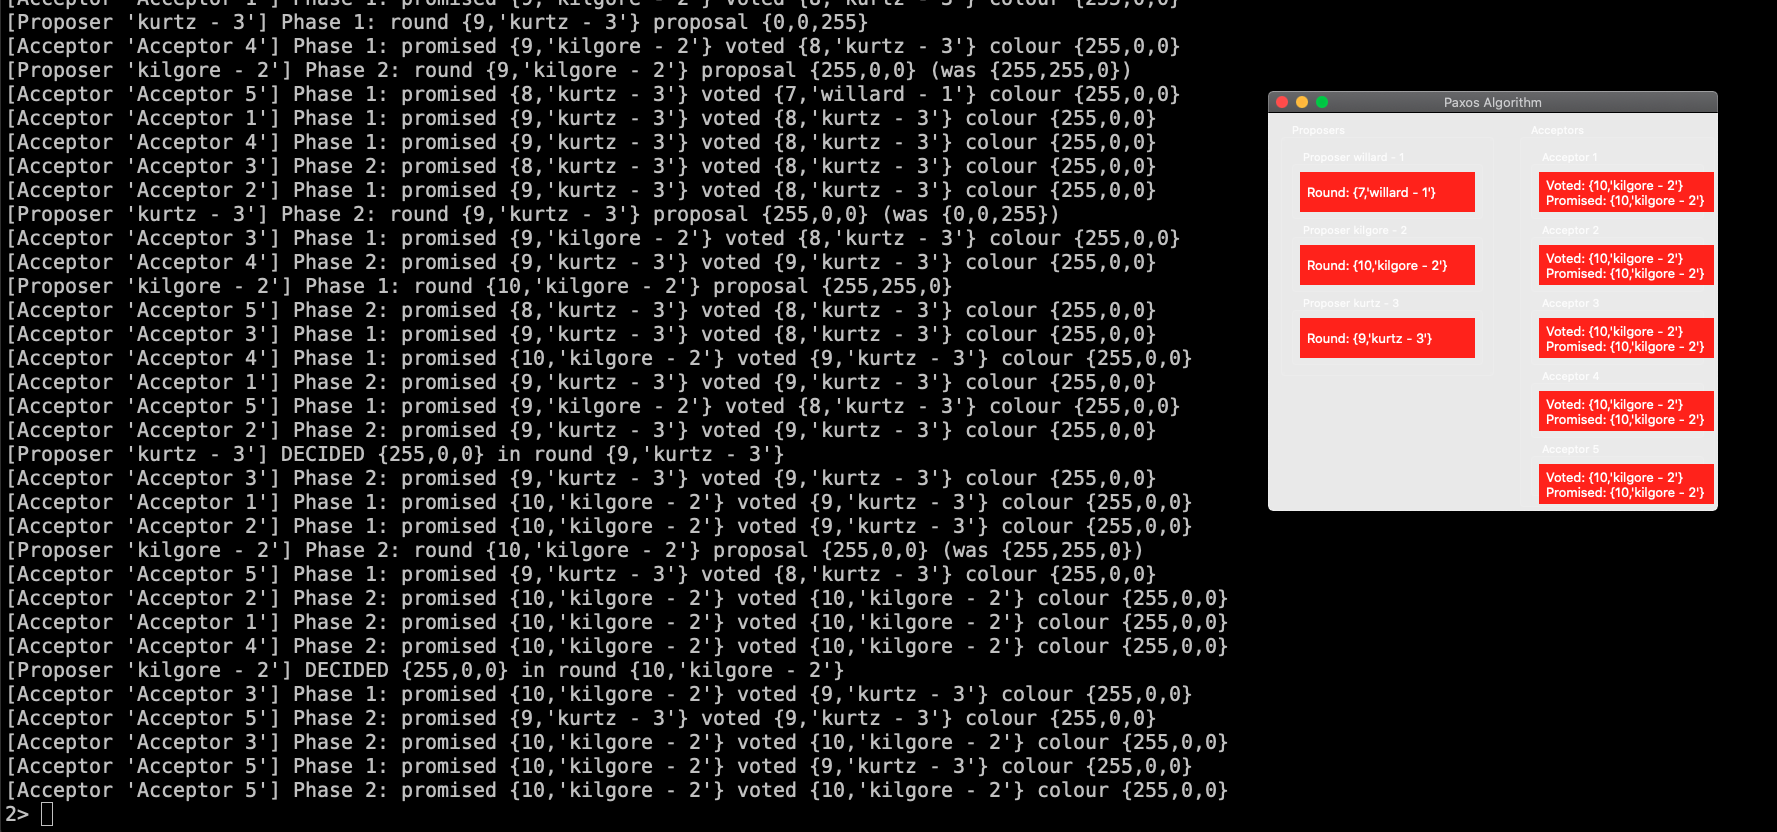 [Acceptor 'Acceptor 1'] Phase 1: promised {9,'kilgore - 2'} voted {8,'kurtz - 3'} colour {255,0,0}
[Proposer 'kurtz - 3'] Phase 1: round {9,'kurtz - 3'} proposal {0,0,255}
[Acceptor 'Acceptor 4'] Phase 1: promised {9,'kilgore - 2'} voted {8,'kurtz - 3'} colour {255,0,0}
[Proposer 'kilgore - 2'] Phase 2: round {9,'kilgore - 2'} proposal {255,0,0} (was {255,255,0})
[Acceptor 'Acceptor 5'] Phase 1: promised {8,'kurtz - 3'} voted {7,'willard - 1'} colour {255,0,0}
[Acceptor 'Acceptor 1'] Phase 1: promised {9,'kurtz - 3'} voted {8,'kurtz - 3'} colour {255,0,0}
[Acceptor 'Acceptor 4'] Phase 1: promised {9,'kurtz - 3'} voted {8,'kurtz - 3'} colour {255,0,0}
[Acceptor 'Acceptor 3'] Phase 2: promised {8,'kurtz - 3'} voted {8,'kurtz - 3'} colour {255,0,0}
[Acceptor 'Acceptor 2'] Phase 1: promised {9,'kurtz - 3'} voted {8,'kurtz - 3'} colour {255,0,0}
[Proposer 'kurtz - 3'] Phase 2: round {9,'kurtz - 3'} proposal {255,0,0} (was {0,0,255})
[Acceptor 'Acceptor 3'] Phase 1: promised {9,'kilgore - 2'} voted {8,'kurtz - 3'} colour {255,0,0}
[Acceptor 'Acceptor 4'] Phase 2: promised {9,'kurtz - 3'} voted {9,'kurtz - 3'} colour {255,0,0}
[Proposer 'kilgore - 2'] Phase 1: round {10,'kilgore - 2'} proposal {255,255,0}
[Acceptor 'Acceptor 5'] Phase 2: promised {8,'kurtz - 3'} voted {8,'kurtz - 3'} colour {255,0,0}
[Acceptor 'Acceptor 3'] Phase 1: promised {9,'kurtz - 3'} voted {8,'kurtz - 3'} colour {255,0,0}
[Acceptor 'Acceptor 4'] Phase 1: promised {10,'kilgore - 2'} voted {9,'kurtz - 3'} colour {255,0,0}
[Acceptor 'Acceptor 1'] Phase 2: promised {9,'kurtz - 3'} voted {9,'kurtz - 3'} colour {255,0,0}
[Acceptor 'Acceptor 5'] Phase 1: promised {9,'kilgore - 2'} voted {8,'kurtz - 3'} colour {255,0,0}
[Acceptor 'Acceptor 2'] Phase 2: promised {9,'kurtz - 3'} voted {9,'kurtz - 3'} colour {255,0,0}
[Proposer 'kurtz - 3'] DECIDED {255,0,0} in round {9,'kurtz - 3'}
[Acceptor 'Acceptor 3'] Phase 2: promised {9,'kurtz - 3'} voted {9,'kurtz - 3'} colour {255,0,0}
[Acceptor 'Acceptor 1'] Phase 1: promised {10,'kilgore - 2'} voted {9,'kurtz - 3'} colour {255,0,0}
[Acceptor 'Acceptor 2'] Phase 1: promised {10,'kilgore - 2'} voted {9,'kurtz - 3'} colour {255,0,0}
[Proposer 'kilgore - 2'] Phase 2: round {10,'kilgore - 2'} proposal {255,0,0} (was {255,255,0})
[Acceptor 'Acceptor 5'] Phase 1: promised {9,'kurtz - 3'} voted {8,'kurtz - 3'} colour {255,0,0}
[Acceptor 'Acceptor 2'] Phase 2: promised {10,'kilgore - 2'} voted {10,'kilgore - 2'} colour {255,0,0}
[Acceptor 'Acceptor 1'] Phase 2: promised {10,'kilgore - 2'} voted {10,'kilgore - 2'} colour {255,0,0}
[Acceptor 'Acceptor 4'] Phase 2: promised {10,'kilgore - 2'} voted {10,'kilgore - 2'} colour {255,0,0}
[Proposer 'kilgore - 2'] DECIDED {255,0,0} in round {10,'kilgore - 2'}
[Acceptor 'Acceptor 3'] Phase 1: promised {10,'kilgore - 2'} voted {9,'kurtz - 3'} colour {255,0,0}
[Acceptor 'Acceptor 5'] Phase 2: promised {9,'kurtz - 3'} voted {9,'kurtz - 3'} colour {255,0,0}
[Acceptor 'Acceptor 3'] Phase 2: promised {10,'kilgore - 2'} voted {10,'kilgore - 2'} colour {255,0,0}
[Acceptor 'Acceptor 5'] Phase 1: promised {10,'kilgore - 2'} voted {9,'kurtz - 3'} colour {255,0,0}
[Acceptor 'Acceptor 5'] Phase 2: promised {10,'kilgore - 2'} voted {10,'kilgore - 2'} colour {255,0,0}
2>
Paxos Algorithm
Proposers
Proposer willard - 1
Round: {7,'willard - 1'}
Proposer kilgore - 2
Round: {10,'kilgore - 2'}
Proposer kurtz - 3
Round: {9,'kurtz - 3'}
Acceptors
Acceptor 1
Voted: {10,'kilgore - 2'}
Promised: {10,'kilgore - 2'}
Acceptor 2
Voted: {10,'kilgore - 2'}
Promised: {10,'kilgore - 2'}
Acceptor 3
Voted: {10,'kilgore - 2'}
Promised: {10,'kilgore - 2'}
Acceptor 4
Voted: {10,'kilgore - 2'}
Promised: {10,'kilgore - 2'}
Acceptor 5
Voted: {10,'kilgore - 2'}
Promised: {10,'kilgore - 2'}